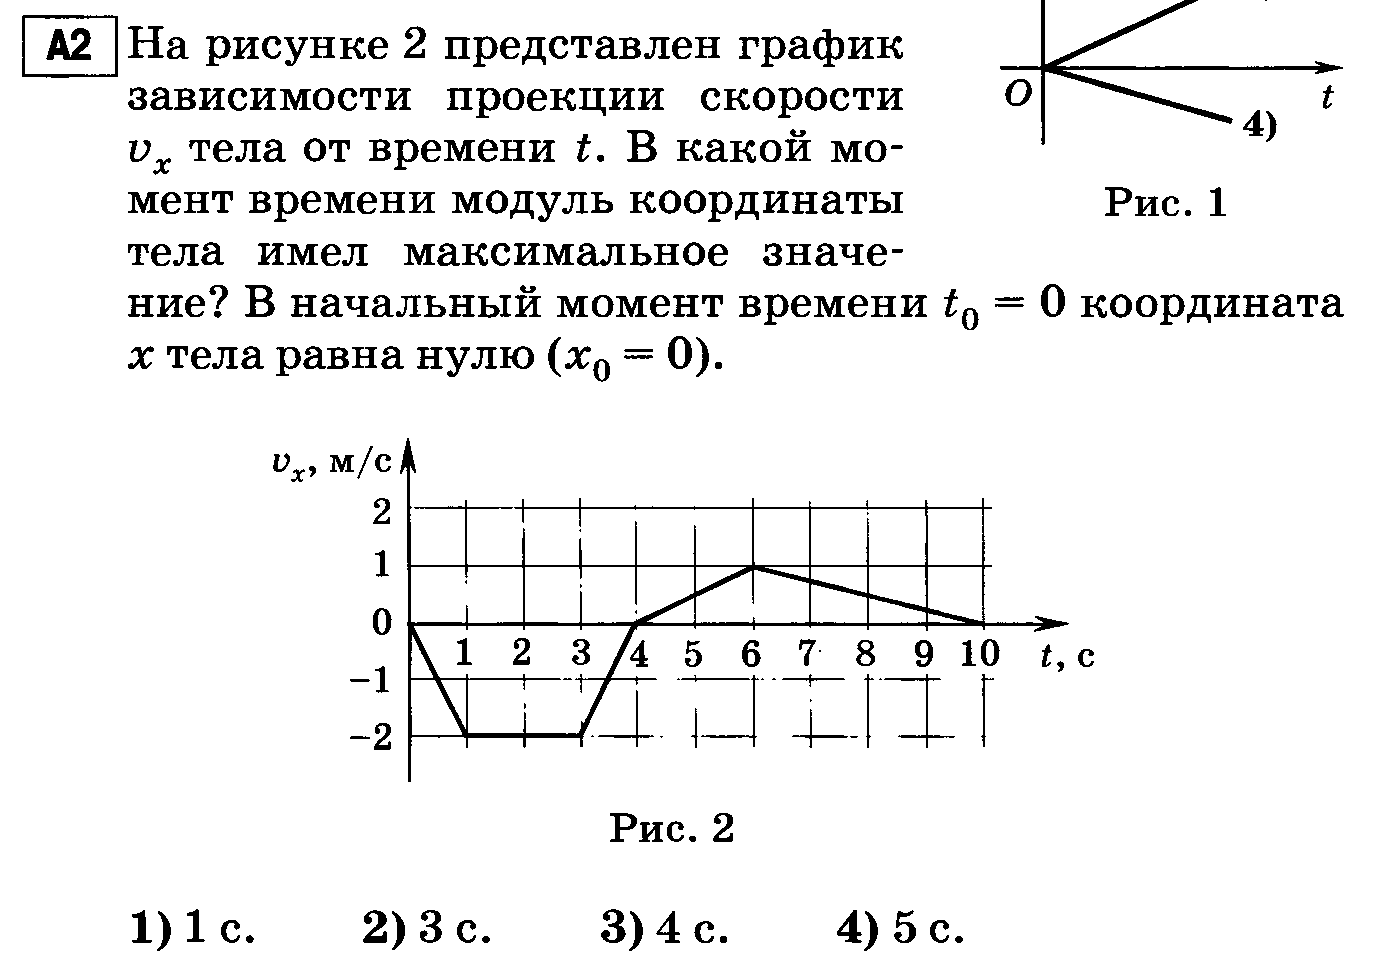 A2 На рисунке 2 представлен график
зависимости проекции скорости
vₓ тела от времени t. В какой мо-
мент времени модуль координаты
тела имел максимальное значе-
ние? В начальный момент времени t₀ = 0 координата
x тела равна нулю (x₀ = 0).
O
t
4)
Рис. 1
vₓ, м/с
2
1
0
-1
-2
1 2 3 4 5 6 7 8 9 10 t, с
Рис. 2
1) 1 с. 2) 3 с. 3) 4 с. 4) 5 с.